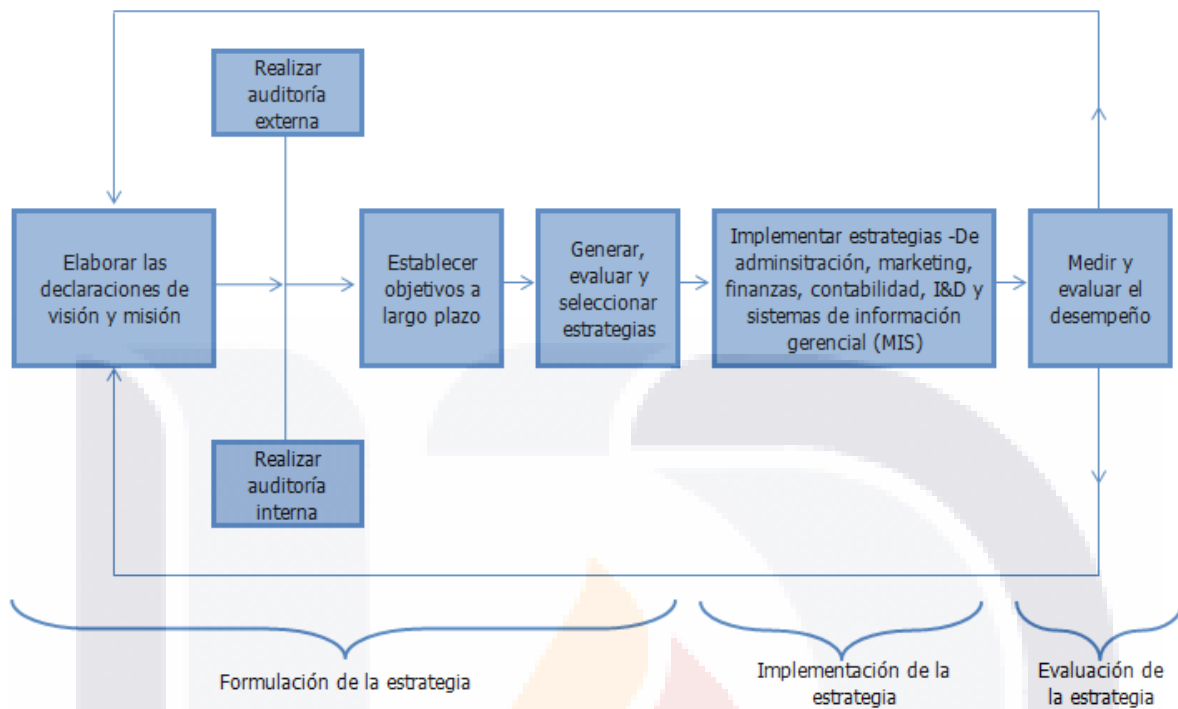 Realizar
auditoría
externa
Elaborar las
declaraciones de
visión y misión
Establecer
objetivos a
largo plazo
Generar,
evaluar y
seleccionar
estrategias
Implementar estrategias -De
adminsitración, marketing,
finanzas, contabilidad, I&D y
sistemas de información
gerencial (MIS)
Medir y
evaluar el
desempeño
Realizar
auditoría
interna
Formulación de la estrategia
Implementación de la
estrategia
Evaluación de
la estrategia